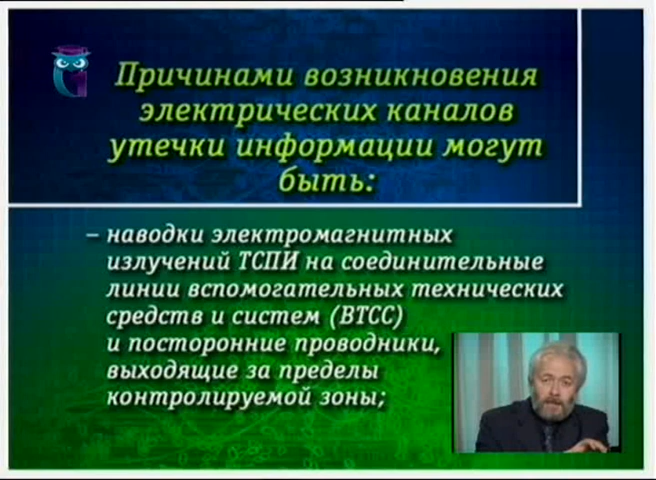 Причинами возникновения
электрических каналов
утечки информации могут
быть:
– наводки электромагнитных
излучений ТСПИ на соединительные
линии вспомогательных технических
средств и систем (ВТСС)
и посторонние проводники,
выходящие за пределы
контролируемой зоны;